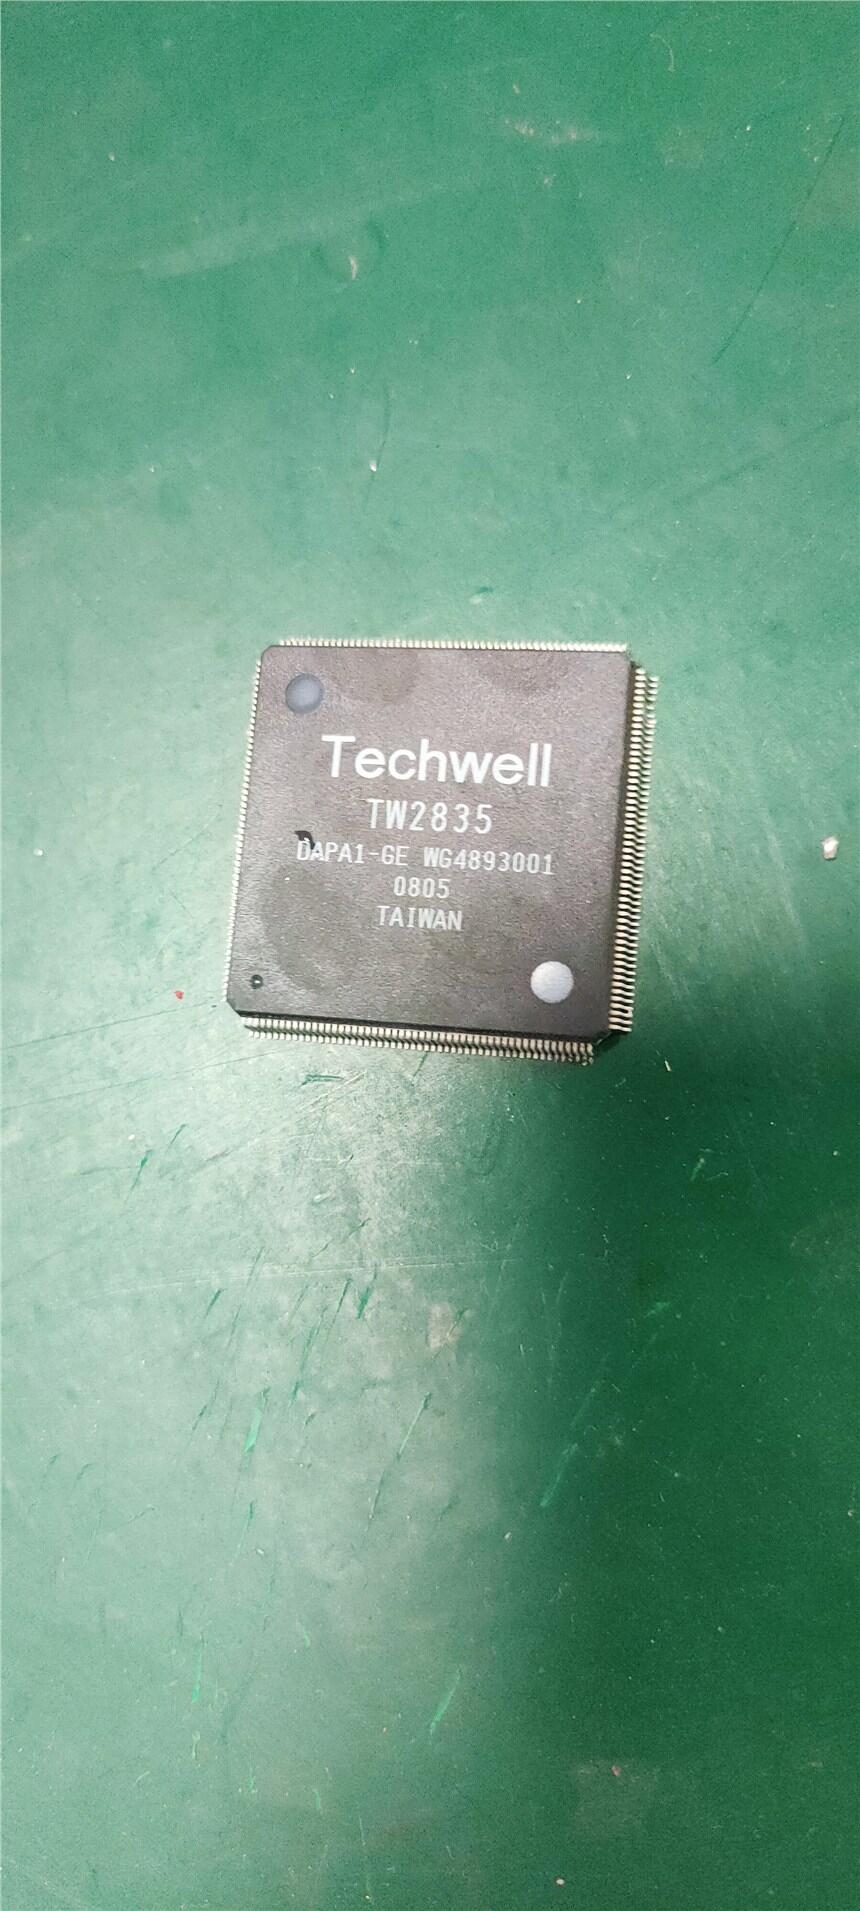 Techwell
TW2835
DAPA1-GE WG4893001
0805
TAIWAN